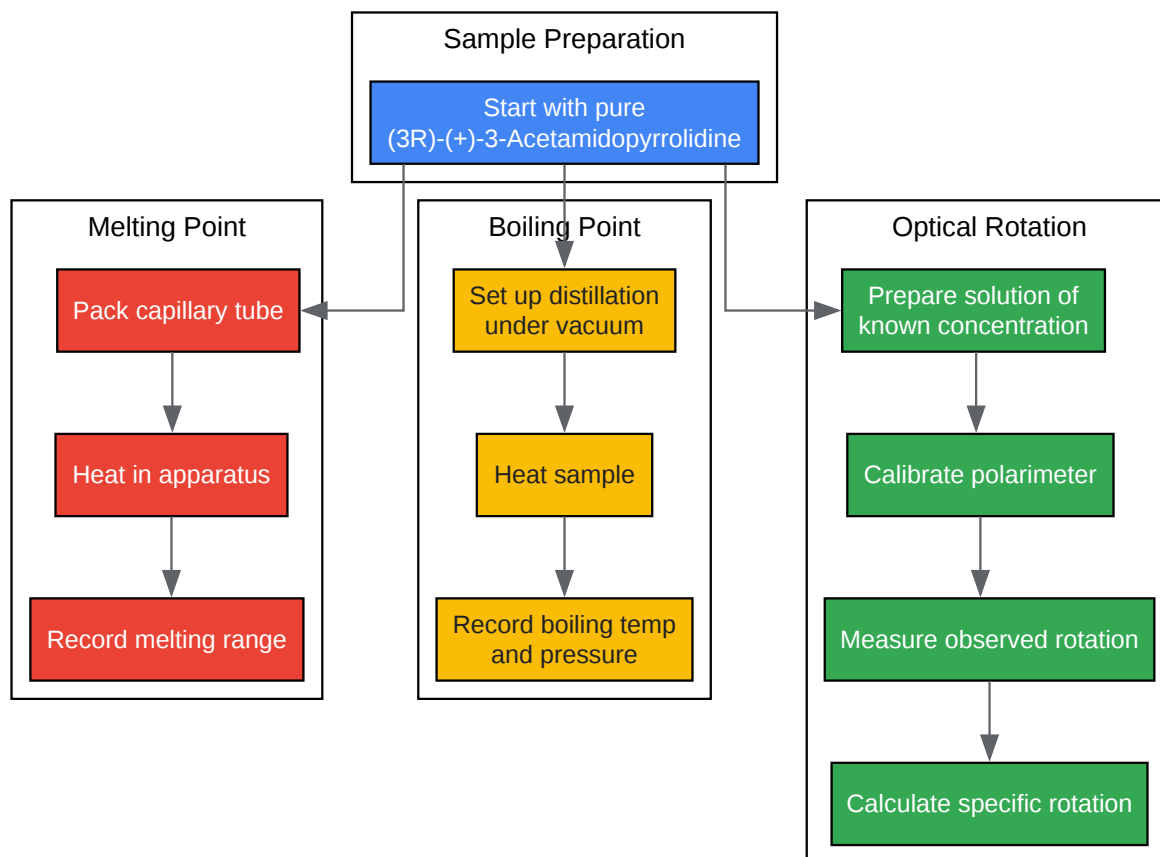 Sample Preparation
Start with pure
(3R)-(+)-3-Acetamidopyrrolidine
Melting Point
Pack capillary tube
Heat in apparatus
Record melting range
Boiling Point
Set up distillation
under vacuum
Heat sample
Record boiling temp
and pressure
Optical Rotation
Prepare solution of
known concentration
Calibrate polarimeter
Measure observed rotation
Calculate specific rotation